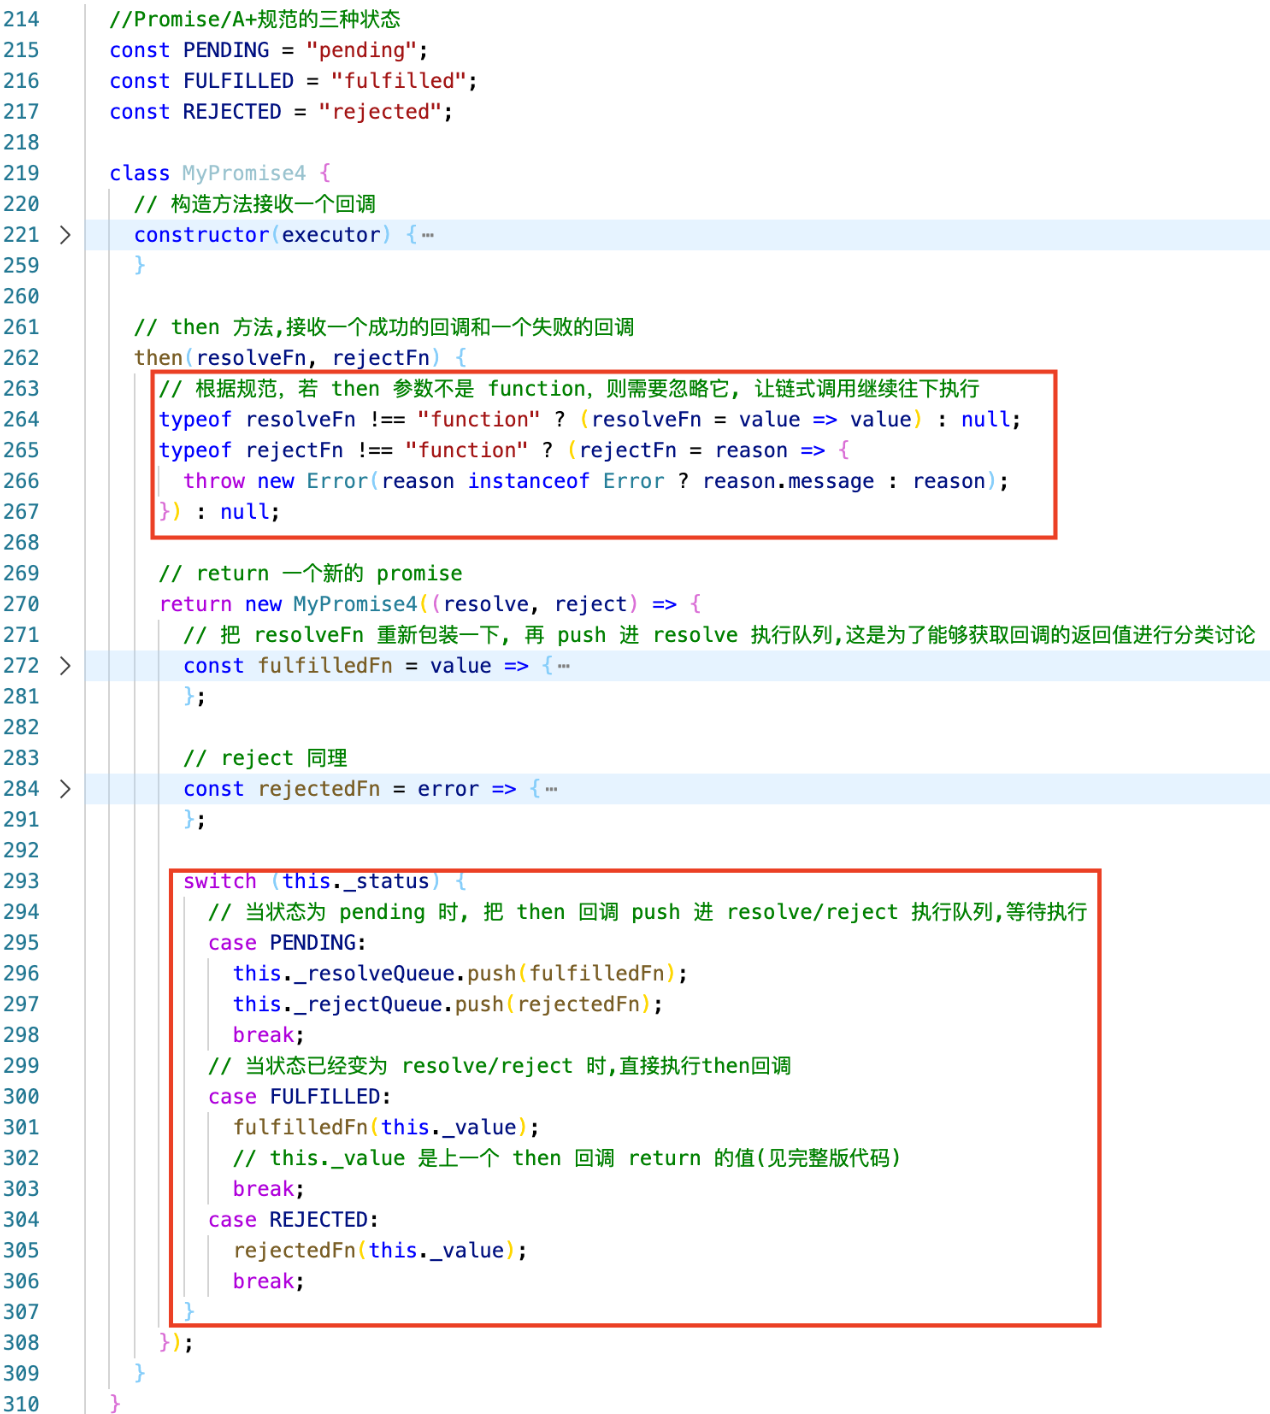 214 //Promise/A+规范的三种状态
215 const PENDING = "pending";
216 const FULFILLED = "fulfilled";
217 const REJECTED = "rejected";
218
219 class MyPromise4 {
220 // 构造方法接收一个回调
221 constructor(executor) {…
259 }
260
261 // then 方法,接收一个成功的回调和一个失败的回调
262 then(resolveFn, rejectFn) {
263 // 根据规范，若 then 参数不是 function，则需要忽略它, 让链式调用继续往下执行
264 typeof resolveFn !== "function" ? (resolveFn = value => value) : null;
265 typeof rejectFn !== "function" ? (rejectFn = reason => {
266 throw new Error(reason instanceof Error ? reason.message : reason);
267 }) : null;
268
269 // return 一个新的 promise
270 return new MyPromise4((resolve, reject) => {
271 // 把 resolveFn 重新包装一下, 再 push 进 resolve 执行队列,这是为了能够获取回调的返回值进行分类讨论
272 const fulfilledFn = value => {…
281 };
282
283 // reject 同理
284 const rejectedFn = error => {…
291 };
292
293 switch (this._status) {
294 // 当状态为 pending 时, 把 then 回调 push 进 resolve/reject 执行队列,等待执行
295 case PENDING:
296 this._resolveQueue.push(fulfilledFn);
297 this._rejectQueue.push(rejectedFn);
298 break;
299 // 当状态已经变为 resolve/reject 时,直接执行then回调
300 case FULFILLED:
301 fulfilledFn(this._value);
302 // this._value 是上一个 then 回调 return 的值(见完整版代码)
303 break;
304 case REJECTED:
305 rejectedFn(this._value);
306 break;
307 }
308 });
309 }
310 }